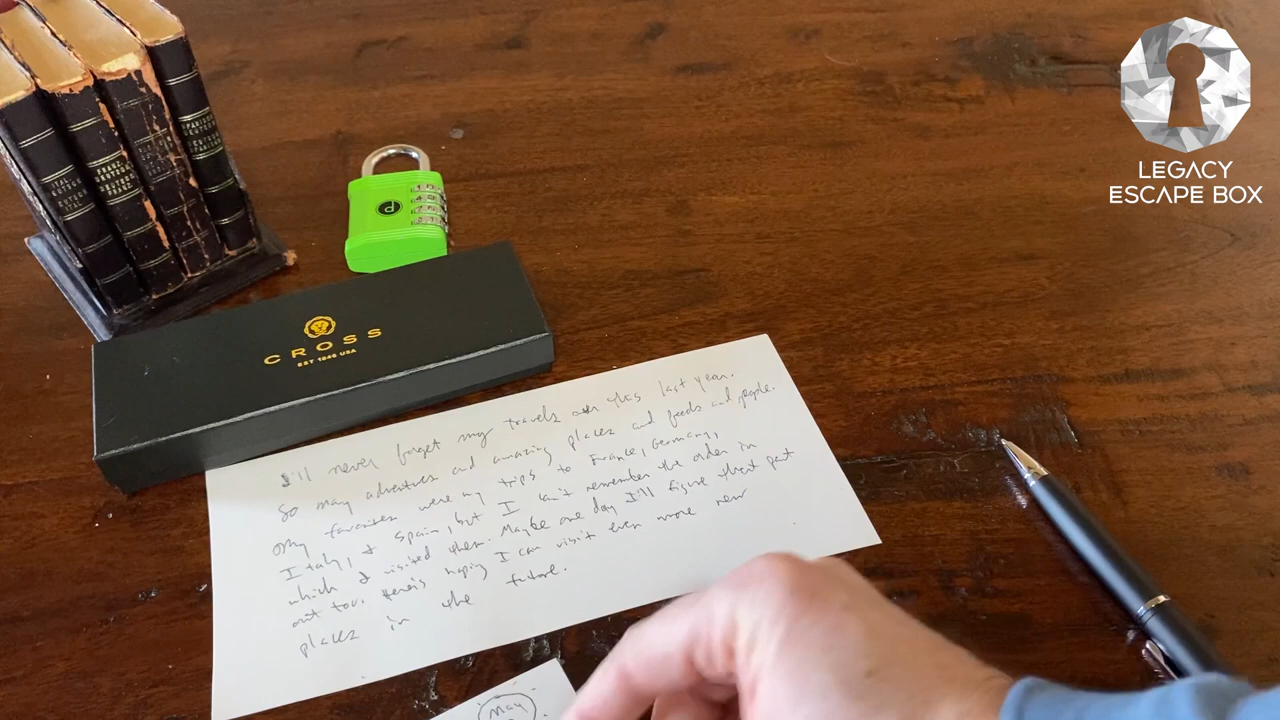 LEGACY
ESCAPE BOX
CROSS
EST 1846 USA
I'll never forget my travels over this last year.
So may adventures and amazing places and foods and people.
My favorites were my trips to France, Germany,
Italy, & Spain, but I can't remember the order in
which I visited them. Maybe one day I'll figure that part
out too. Here's hoping I can visit even more new
places in the future.
May